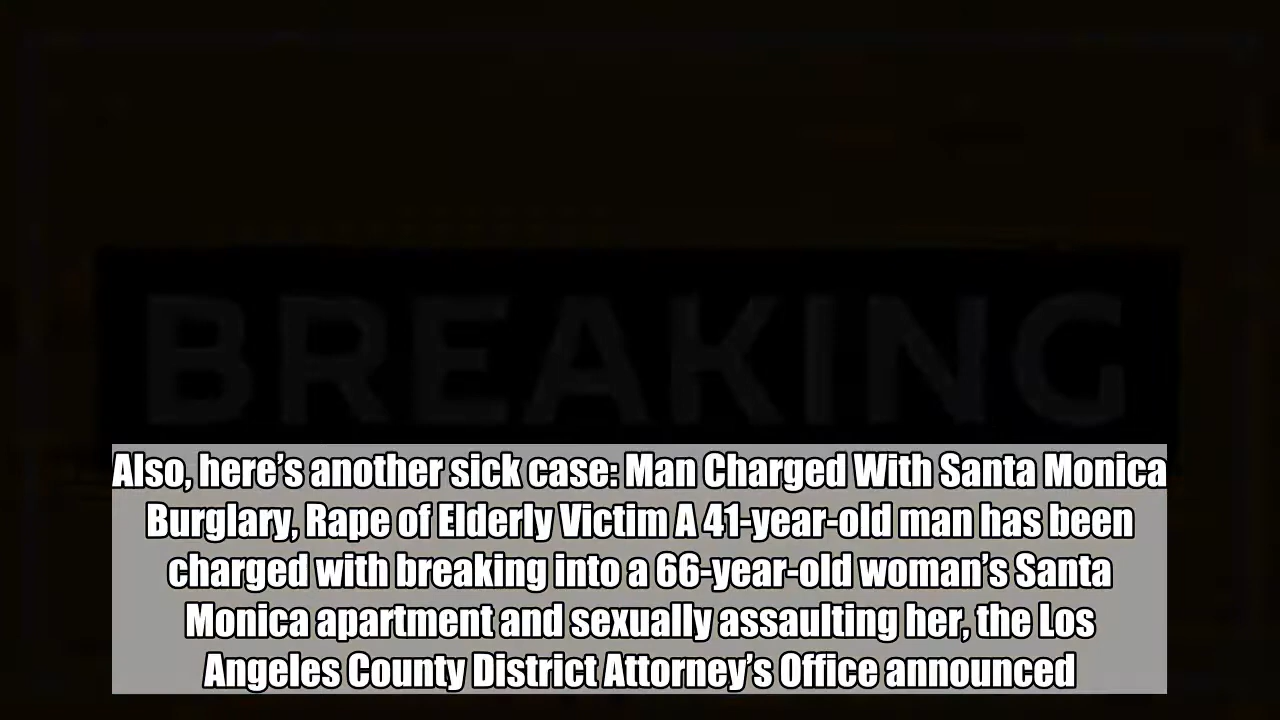 BREAKING
Also, here’s another sick case: Man Charged With Santa Monica
Burglary, Rape of Elderly Victim A 41-year-old man has been
charged with breaking into a 66-year-old woman’s Santa
Monica apartment and sexually assaulting her, the Los
Angeles County District Attorney’s Office announced